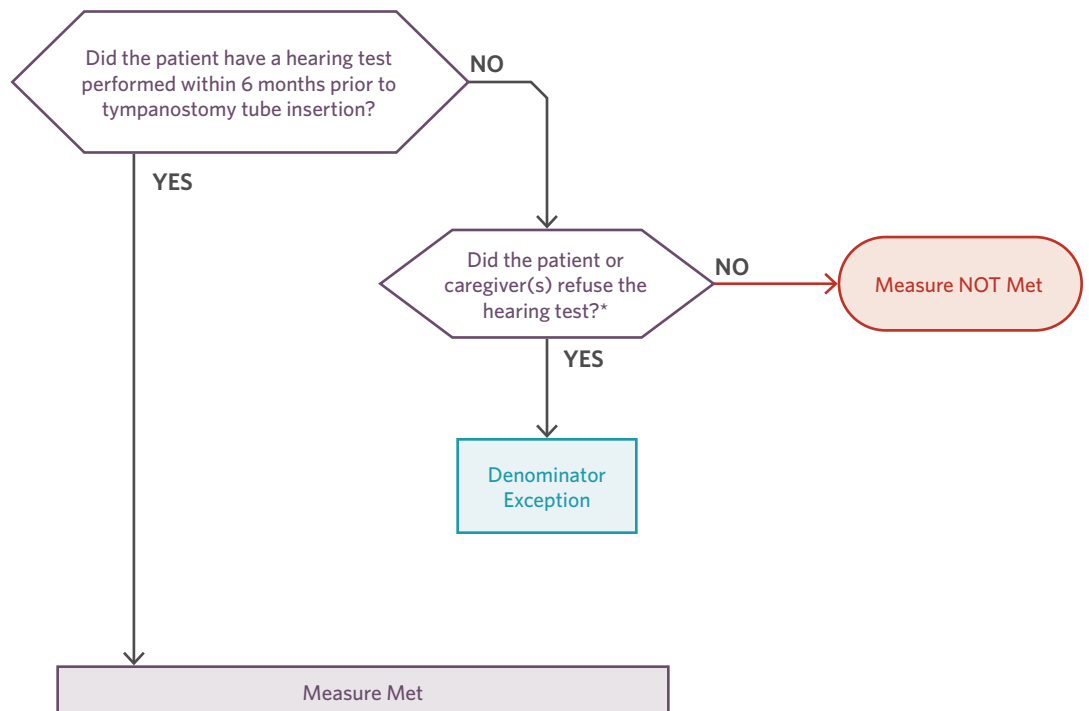 Did the patient have a hearing test
performed within 6 months prior to
tympanostomy tube insertion?
NO
YES
Did the patient or
caregiver(s) refuse the
hearing test?*
NO
Measure NOT Met
YES
Denominator
Exception
Measure Met